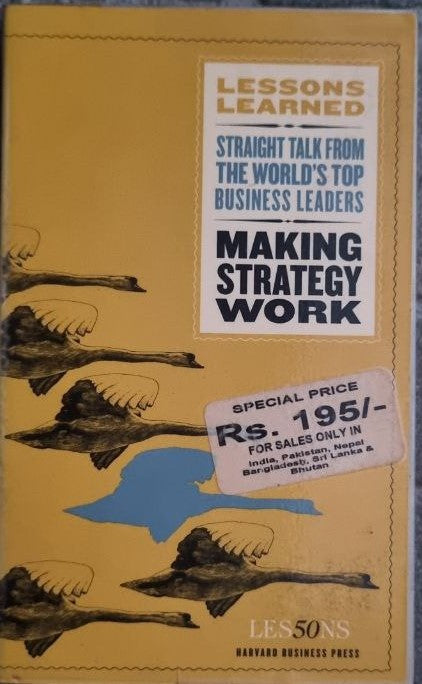 LESSONS
LEARNED
STRAIGHT TALK FROM
THE WORLD'S TOP
BUSINESS LEADERS
MAKING
STRATEGY
WORK
SPECIAL PRICE
Rs. 195/-
FOR SALES ONLY IN
India, Pakistan, Nepal
Bangladesh, Sri Lanka &
Bhutan
LES50NS
HARVARD BUSINESS PRESS